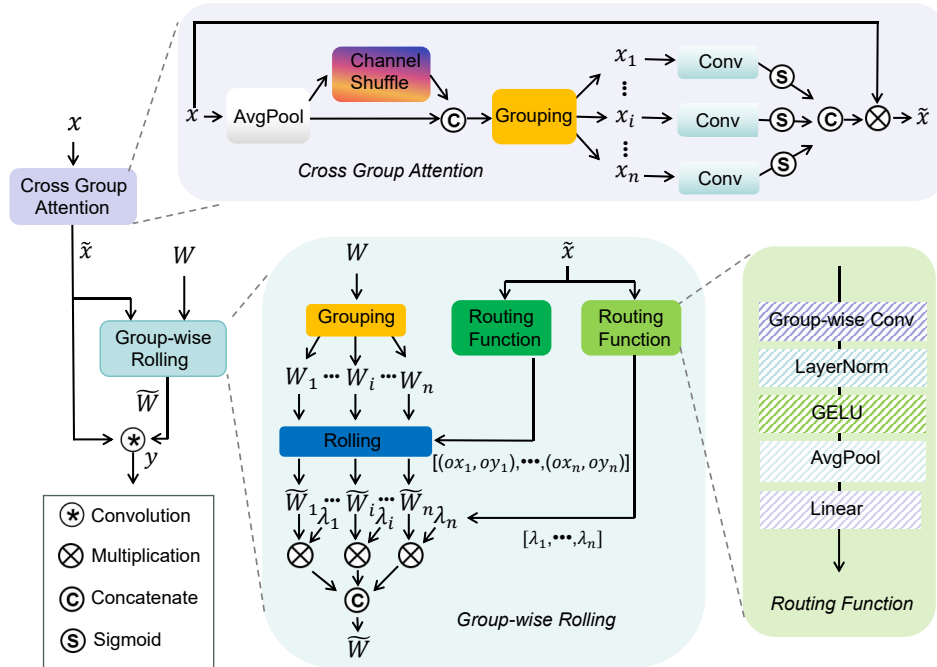 x
Cross Group
Attention
x̃
W
Group-wise
Rolling
W̃
*
y
* Convolution
Multiplication
C Concatenate
S Sigmoid
x
AvgPool
Channel
Shuffle
C
Grouping
x₁
⋮
xᵢ
⋮
xₙ
Conv
Conv
Conv
S
S
S
C
x̃
Cross Group Attention
W
Grouping
W₁ ••• Wᵢ ••• Wₙ
Rolling
x̃
Routing
Function
Routing
Function
[(ox₁, oy₁),•••,(oxₙ, oyₙ)]
W̃₁ ••• W̃ᵢ ••• W̃ₙ
λ₁ λᵢ λₙ
[λ₁,•••,λₙ]
C
W̃
Group-wise Rolling
Group-wise Conv
LayerNorm
GELU
AvgPool
Linear
Routing Function